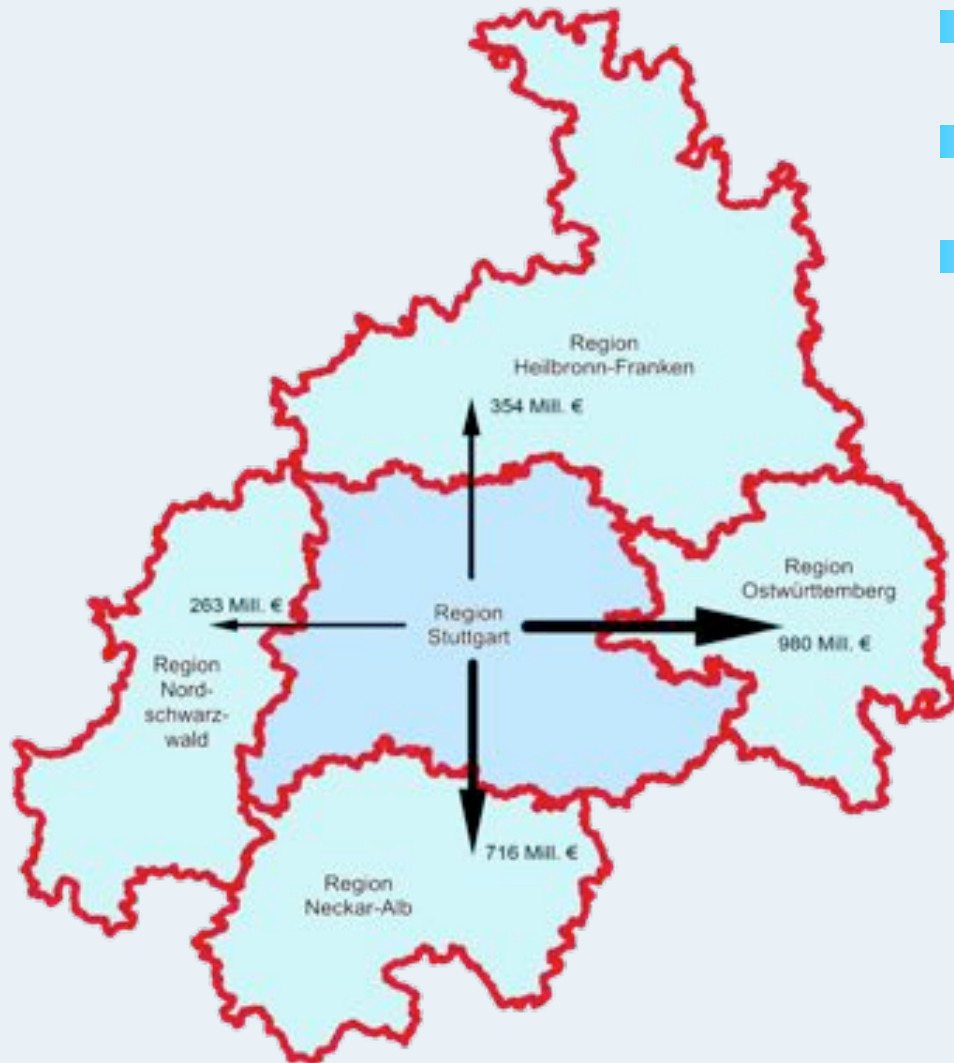 Region
Heilbronn-Franken
354 Mill. €
Region
Ostwürttemberg
980 Mill. €
263 Mill. €
Region
Stuttgart
Region
Nord-
schwarz-
wald
716 Mill. €
Region
Neckar-Alb